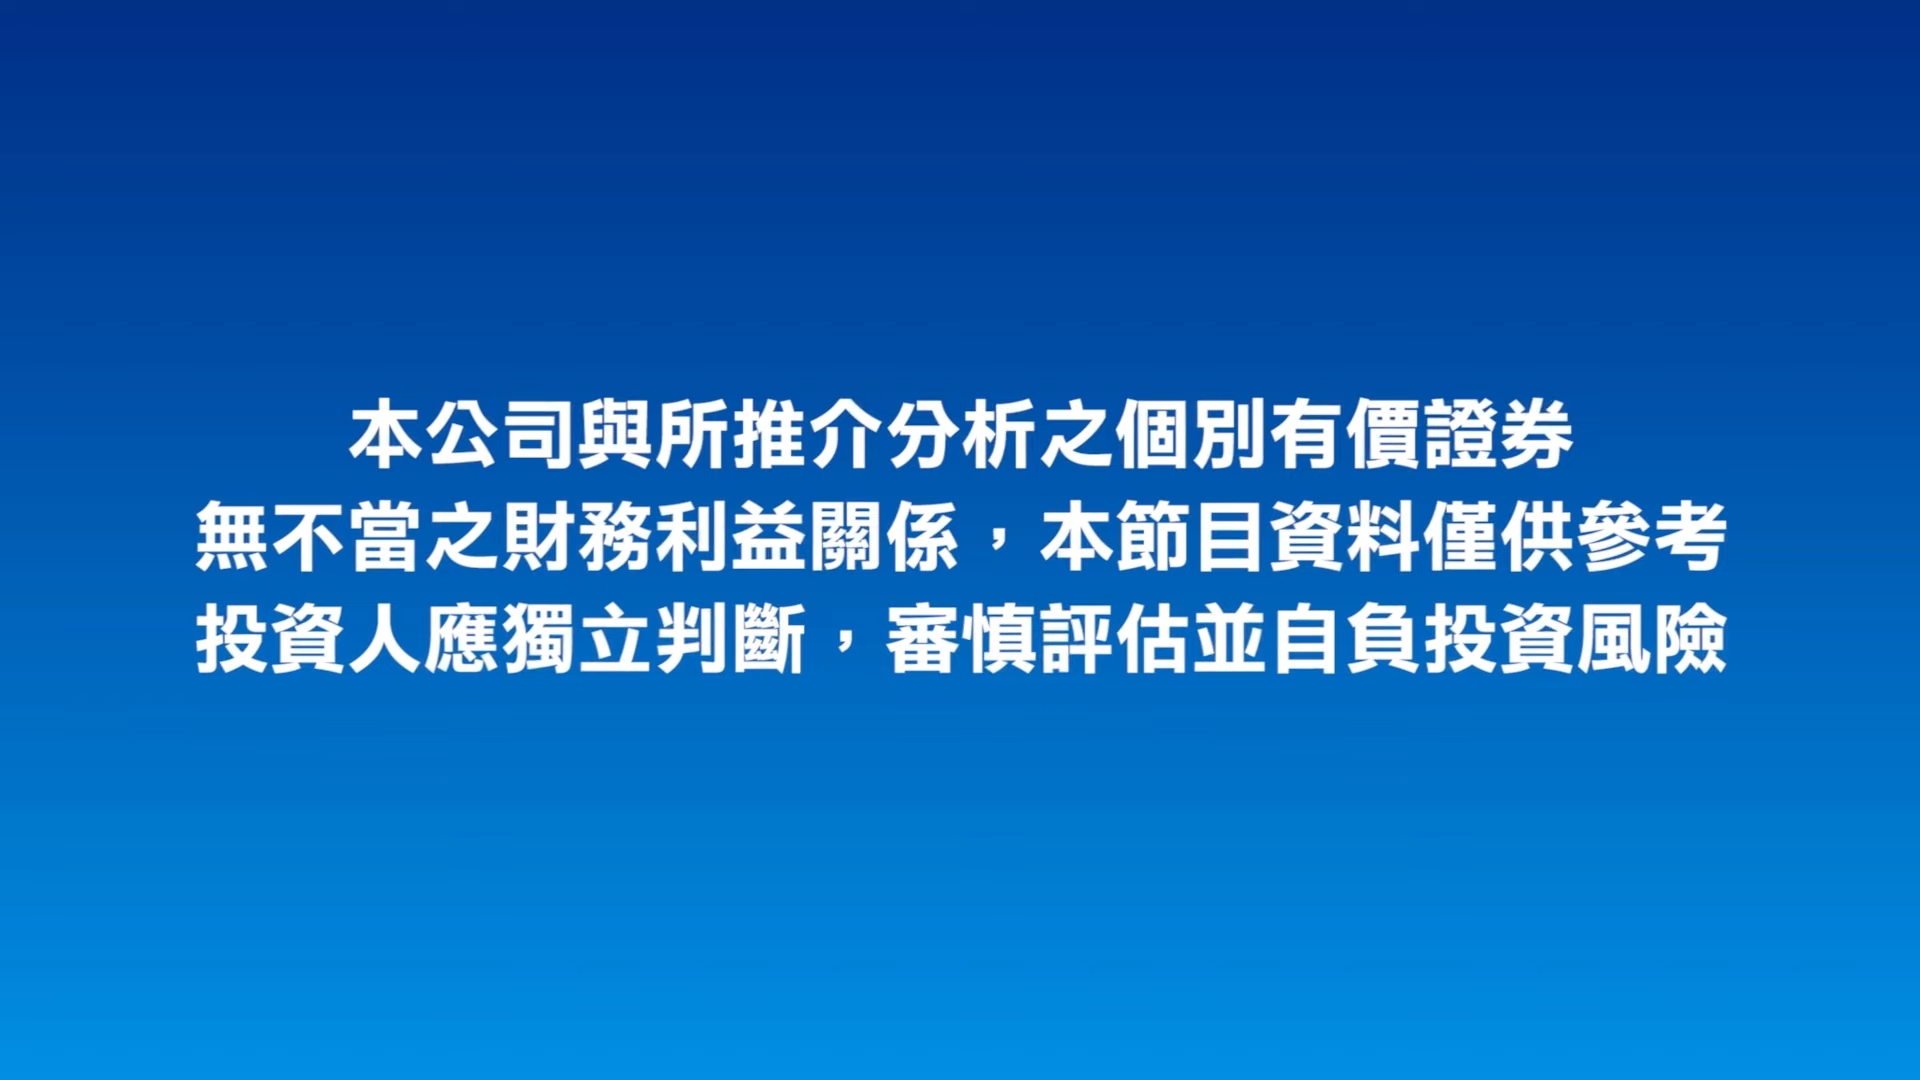 本公司與所推介分析之個別有價證券
無不當之財務利益關係，本節目資料僅供參考
投資人應獨立判斷，審慎評估並自負投資風險